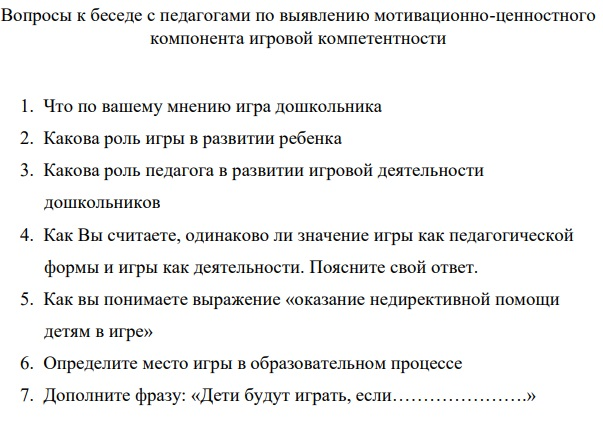 Вопросы к беседе с педагогами по выявлению мотивационно-ценностного
компонента игровой компетентности
1. Что по вашему мнению игра дошкольника
2. Какова роль игры в развитии ребенка
3. Какова роль педагога в развитии игровой деятельности
дошкольников
4. Как Вы считаете, одинаково ли значение игры как педагогической
формы и игры как деятельности. Поясните свой ответ.
5. Как вы понимаете выражение «оказание недирективной помощи
детям в игре»
6. Определите место игры в образовательном процессе
7. Дополните фразу: «Дети будут играть, если………………….»